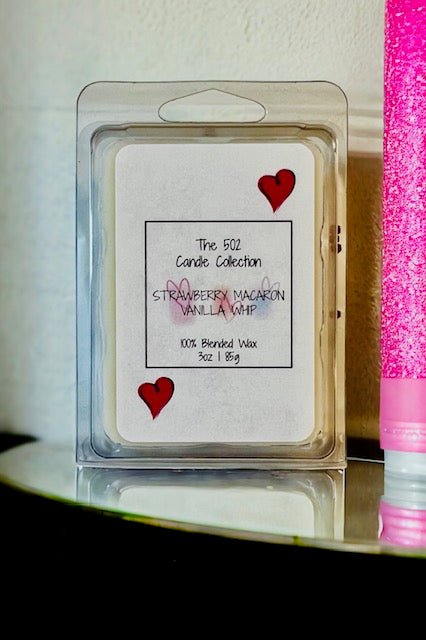 The 502
Candle Collection
STRAWBERRY MACARON
VANILLA WHIP
100% Blended Wax
3oz | 85g